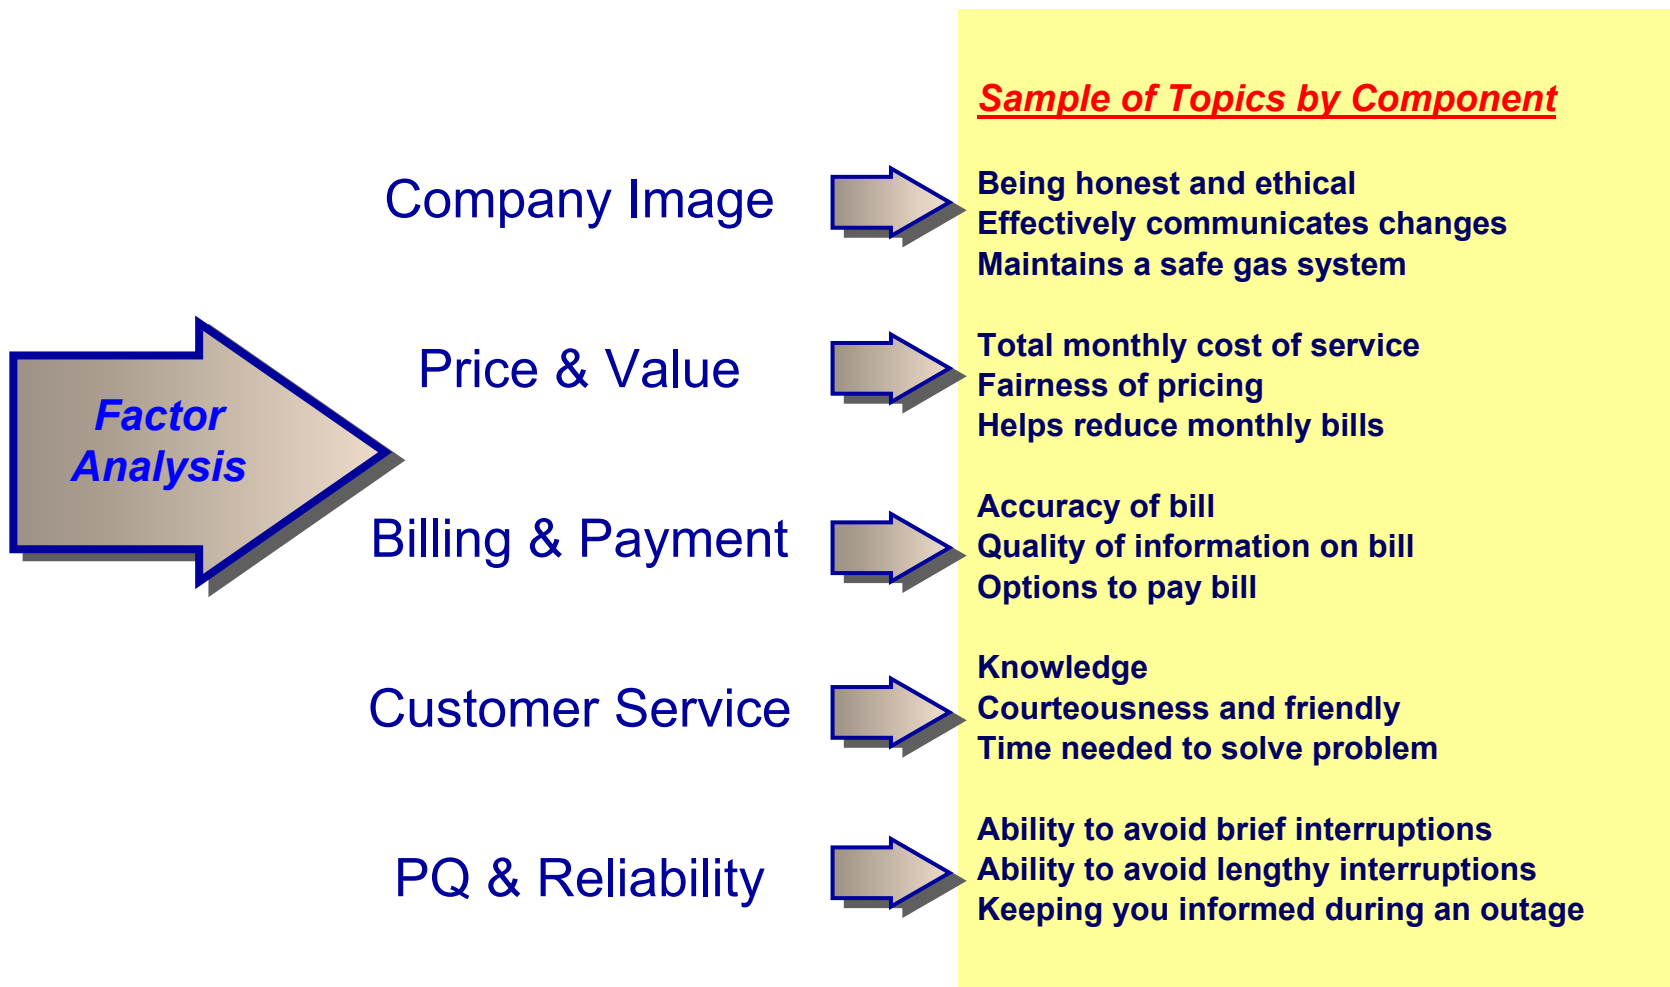 Sample of Topics by Component
Factor
Analysis
Company Image
Being honest and ethical
Effectively communicates changes
Maintains a safe gas system
Price & Value
Total monthly cost of service
Fairness of pricing
Helps reduce monthly bills
Billing & Payment
Accuracy of bill
Quality of information on bill
Options to pay bill
Customer Service
Knowledge
Courteousness and friendly
Time needed to solve problem
PQ & Reliability
Ability to avoid brief interruptions
Ability to avoid lengthy interruptions
Keeping you informed during an outage